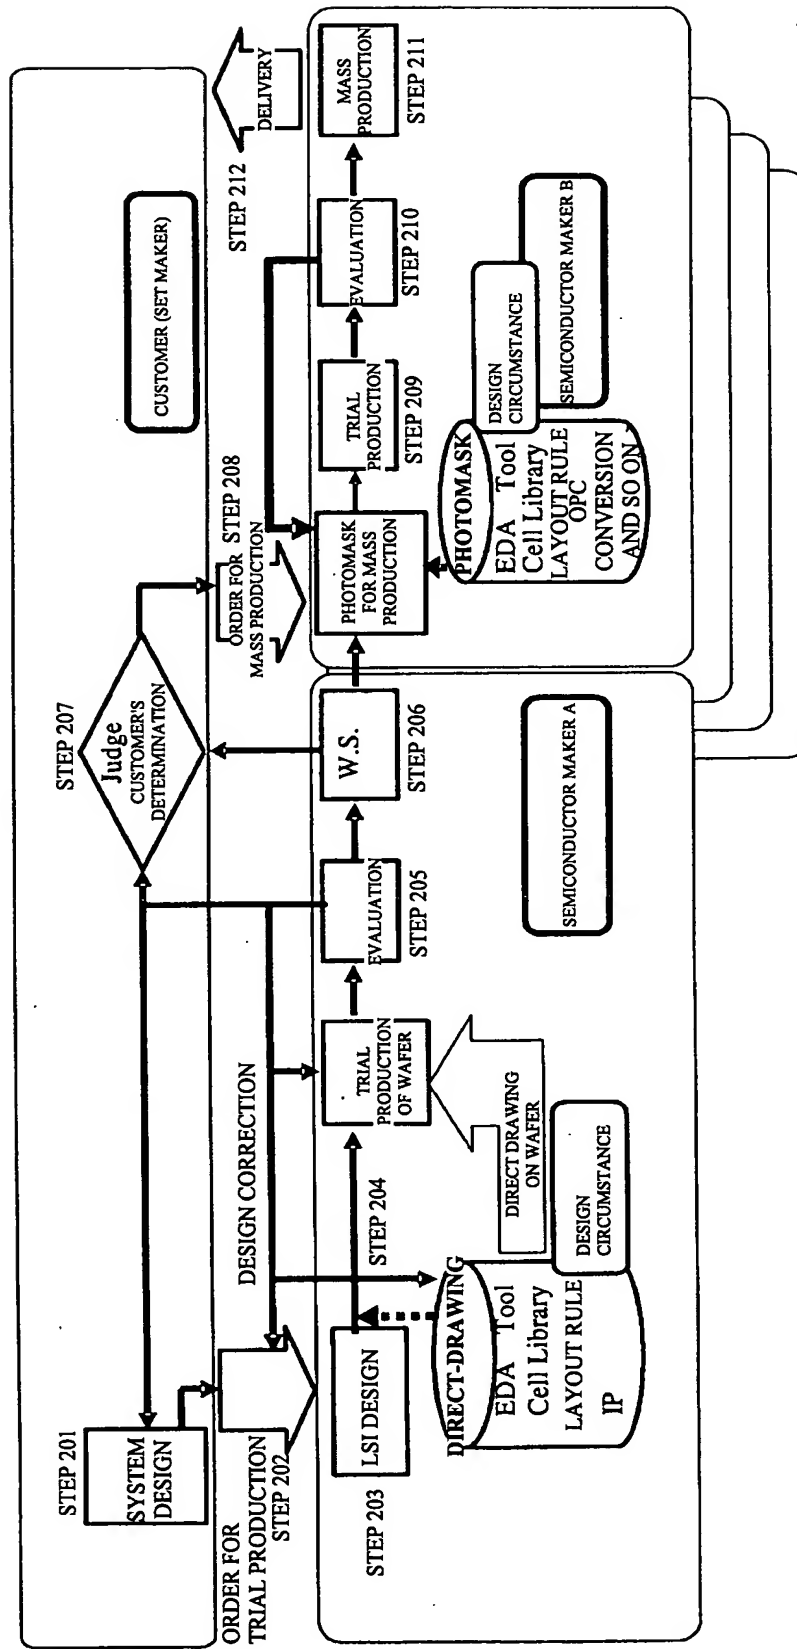 STEP 201
SYSTEM
DESIGN
STEP 207
Judge
CUSTOMER'S
DETERMINATION
CUSTOMER (SET MAKER)
ORDER FOR
TRIAL PRODUCTION
STEP 202
DESIGN CORRECTION
ORDER FOR
MASS PRODUCTION
STEP 208
STEP 212
DELIVERY
STEP 203
LSI DESIGN
STEP 204
TRIAL
PRODUCTION
OF WAFER
EVALUATION
STEP 205
W.S.
STEP 206
PHOTOMASK
FOR MASS
PRODUCTION
TRIAL
PRODUCTION
STEP 209
EVALUATION
STEP 210
MASS
PRODUCTION
STEP 211
DIRECT-DRAWING
EDA Tool
Cell Library
LAYOUT RULE
IP
DESIGN
CIRCUMSTANCE
DIRECT DRAWING
ON WAFER
SEMICONDUCTOR MAKER A
PHOTOMASK
EDA Tool
Cell Library
LAYOUT RULE
OPC
CONVERSION
AND SO ON
DESIGN
CIRCUMSTANCE
SEMICONDUCTOR MAKER B